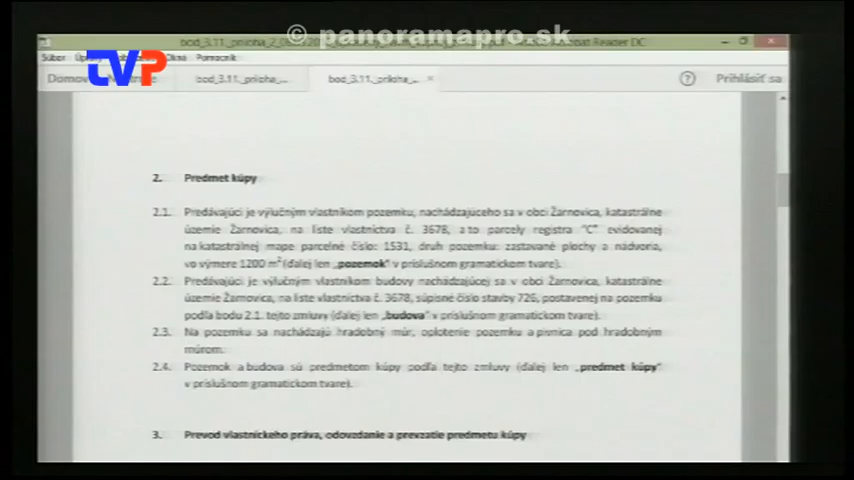 © panoramapro.sk
bat Reader DC
TVP
Súbor Okná Pomocník
Domov
bod_3.11._priloha_...
bod_3.11._priloha_... ×
Prihlásiť sa
2. Predmet kúpy
2.1. Predávajúci je výlučným vlastníkom pozemku, nachádzajúceho sa v obci Žarnovica, katastrálne
územie Žarnovica, na liste vlastníctva č. 3678, a to parcely registra "C" evidovanej
na katastrálnej mape parcelné číslo: 1531, druh pozemku: zastavané plochy a nádvoria,
vo výmere 1200 m² (ďalej len „pozemok“ v príslušnom gramatickom tvare).
2.2. Predávajúci je výlučným vlastníkom budovy nachádzajúcej sa v obci Žarnovica, katastrálne
územie Žarnovica, na liste vlastníctva č. 3678, súpisné číslo stavby 726, postavenej na pozemku
podľa bodu 2.1. tejto zmluvy (ďalej len „budova“ v príslušnom gramatickom tvare).
2.3. Na pozemku sa nachádzajú hradobný múr, oplotenie pozemku a pivnica pod hradobným
múrom.
2.4. Pozemok a budova sú predmetom kúpy podľa tejto zmluvy (ďalej len „predmet kúpy“
v príslušnom gramatickom tvare).
3. Prevod vlastníckeho práva, odovzdanie a prevzatie predmetu kúpy